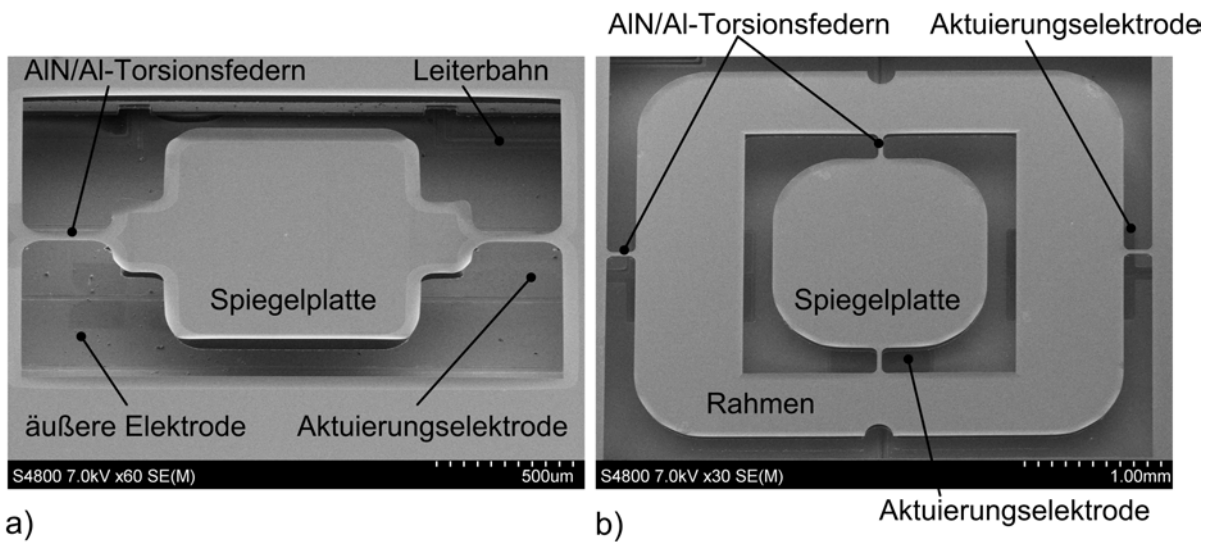 AlN/Al-Torsionsfedern
Leiterbahn
Spiegelplatte
äußere Elektrode
Aktuierungselektrode
S4800 7.0kV x60 SE(M)
500um
a)
AlN/Al-Torsionsfedern
Aktuierungselektrode
Spiegelplatte
Rahmen
S4800 7.0kV x30 SE(M)
1.00mm
Aktuierungselektrode
b)